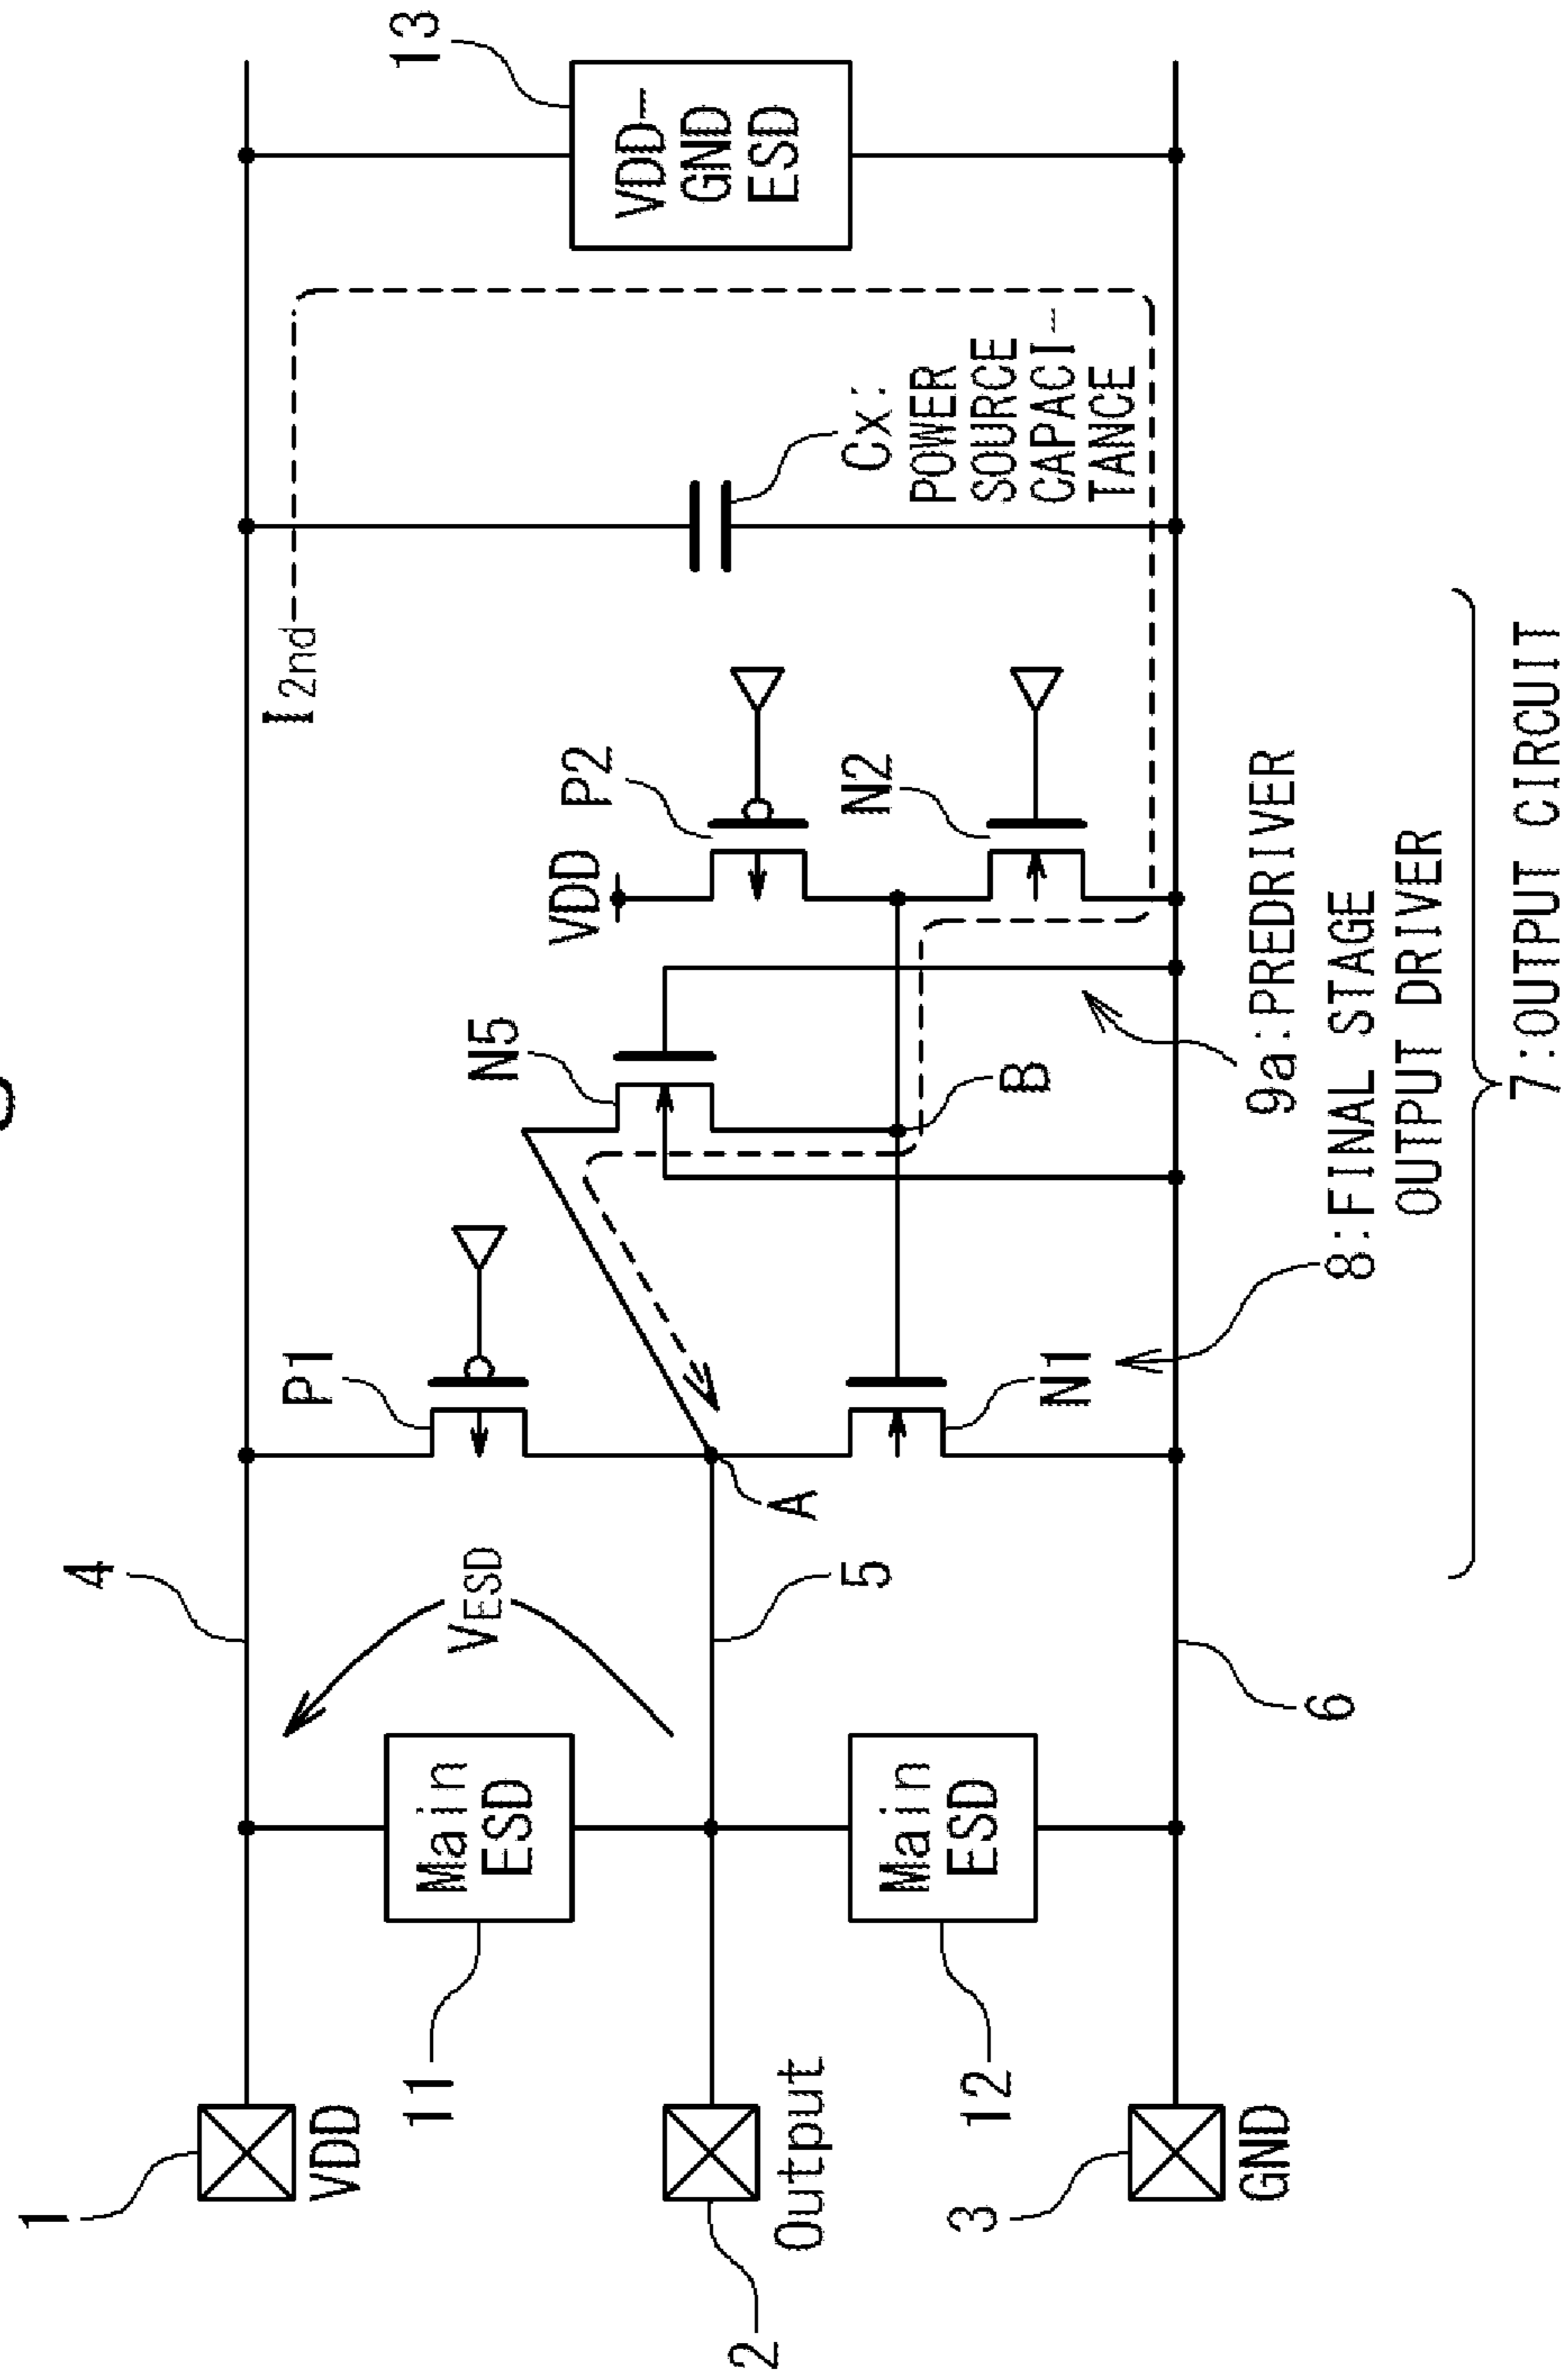 1
VDD
4
11
Main
ESD
VESD
P1
I2nd
13
VDD-
GND
ESD
2
Output
5
A
N5
VDD
P2
N2
B
Cx:
POWER
SOURCE
CAPACI-
TANCE
12
Main
ESD
N1
3
GND
6
9a:PREDRIVER
8:FINAL STAGE
OUTPUT DRIVER
7:OUTPUT CIRCUIT